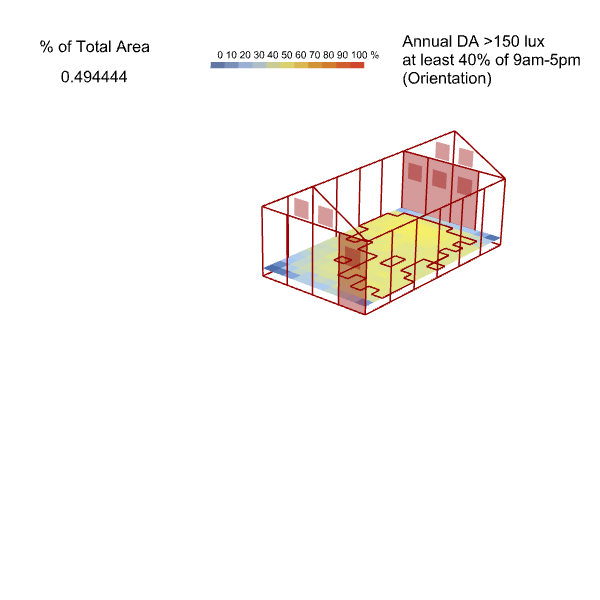 % of Total Area
0.494444
0 10 20 30 40 50 60 70 80 90 100 %
Annual DA >150 lux
at least 40% of 9am-5pm
(Orientation)